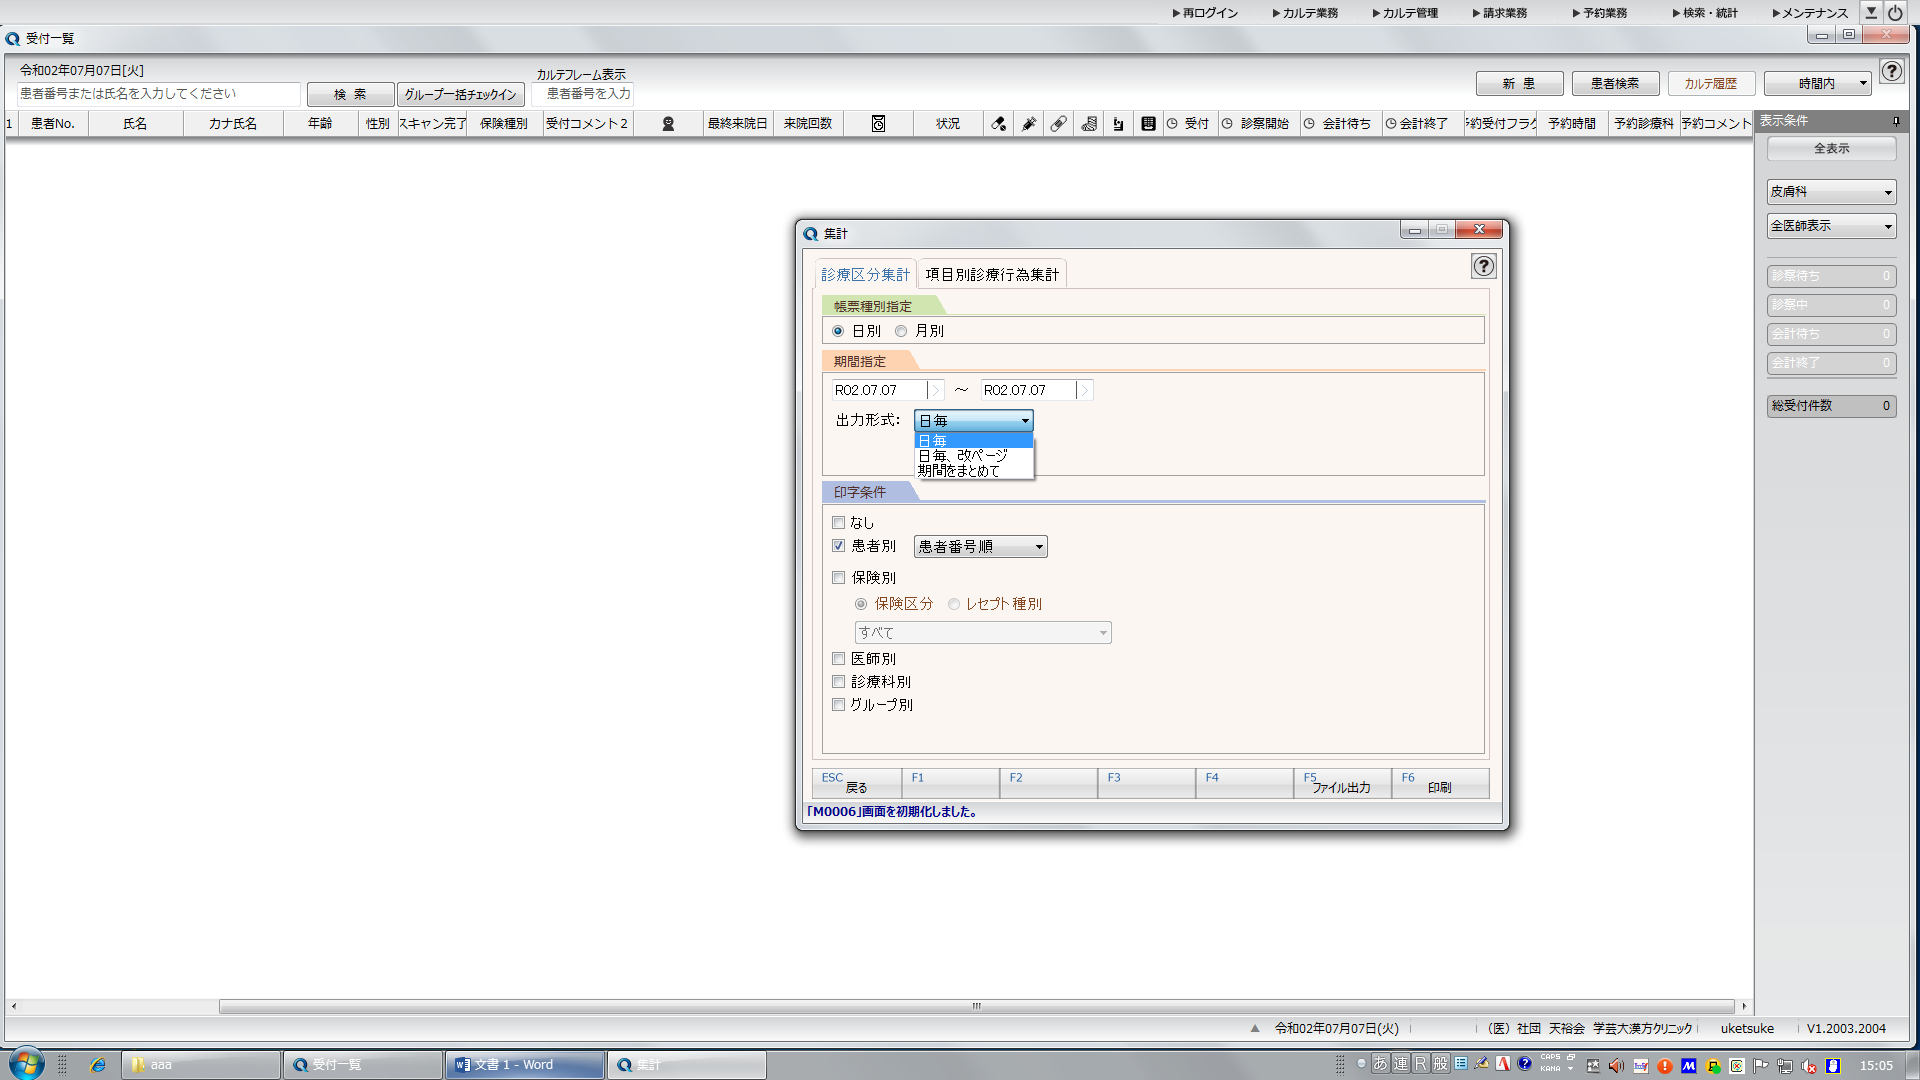 ▶再ログイン ▶カルテ業務 ▶カルテ管理 ▶請求業務 ▶予約業務 ▶検索・統計 ▶メンテナンス
受付一覧
令和02年07月07日[火]
カルテフレーム表示
患者番号または氏名を入力してください 検 索 グループ一括チェックイン 患者番号を入力 新 患 患者検索 カルテ履歴 時間内
1 患者No. 氏名 カナ氏名 年齢 性別 スキャン完了 保険種別 受付コメント2 最終来院日 来院回数 状況 受付 診察開始 会計待ち 会計終了 予約受付フラグ 予約時間 予約診療科 予約コメント
表示条件
全表示
皮膚科
全医師表示
診察待ち 0
診察中 0
会計待ち 0
会計終了 0
総受付件数 0
集計
診療区分集計 項目別診療行為集計
帳票種別指定
日別 月別
期間指定
R02.07.07 ～ R02.07.07
出力形式： 日毎
日毎
日毎、改ページ
期間をまとめて
印字条件
なし
患者別 患者番号順
保険別
保険区分 レセプト種別
すべて
医師別
診療科別
グループ別
ESC 戻る F1 F2 F3 F4 F5 ファイル出力 F6 印刷
「M0006」画面を初期化しました。
令和02年07月07日(火) （医）社団 天裕会 学芸大漢方クリニック uketsuke V1.2003.2004
aaa 受付一覧 文書 1 - Word 集計 あ 連 R 般 CAPS KANA 15:05